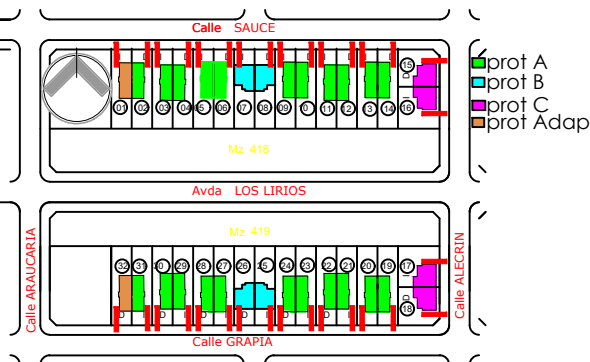 Calle SAUCE
15
prot A
prot B
prot C
prot Adap
01 02 03 04 05 06 07 08 09 10 11 12 13 14 16
Mz 418
Avda LOS LIRIOS
Mz 419
Calle ARAUCARIA
Calle ALECRIN
32 31 30 29 28 27 26 25 24 23 22 21 20 19 17
18
Calle GRAPIA